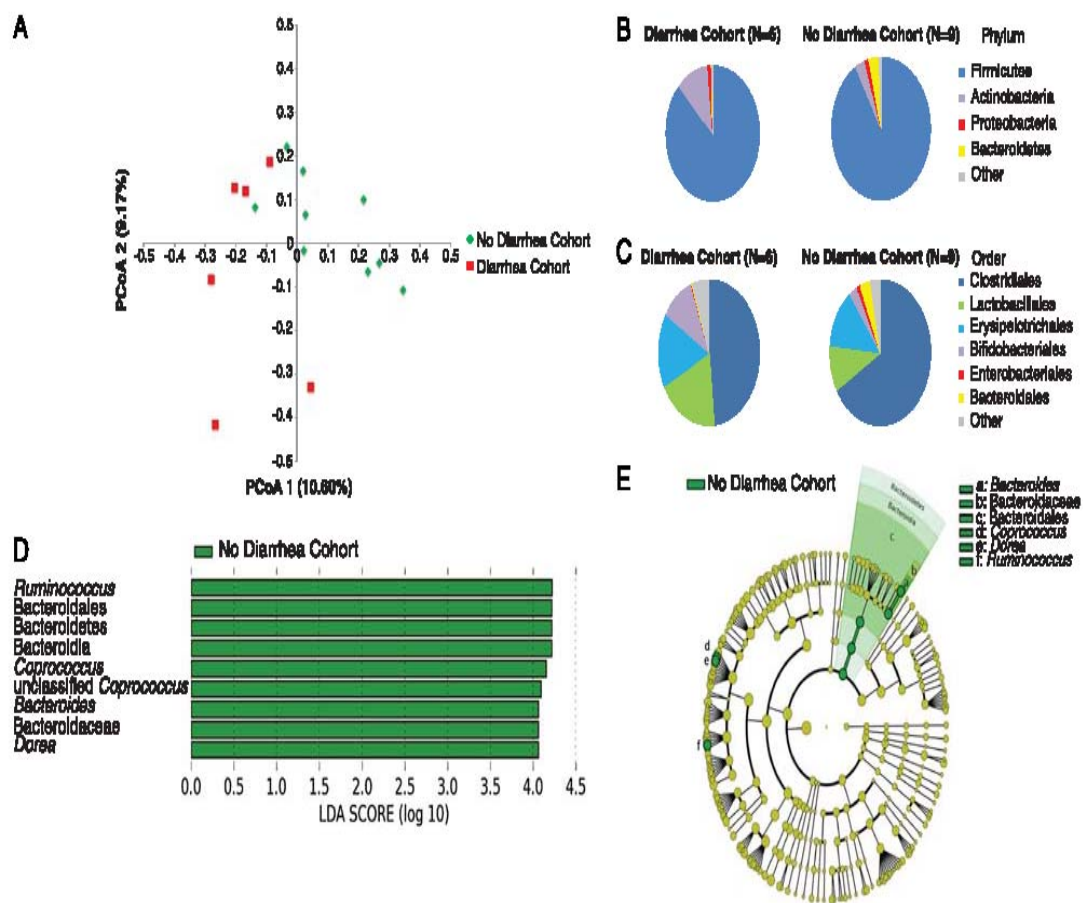 A
0.5
0.4
0.3
0.2
0.1
0
-0.1
-0.2
-0.3
-0.4
-0.5
-0.5 -0.4 -0.3 -0.2 -0.1 0 0.1 0.2 0.3 0.4 0.5
PCoA 2 (9.17%)
PCoA 1 (10.60%)
No Diarrhea Cohort
Diarrhea Cohort
B
Diarrhea Cohort (N=6)
No Diarrhea Cohort (N=9)
Phylum
Firmicutes
Actinobacteria
Proteobacteria
Bacteroidetes
Other
C
Diarrhea Cohort (N=6)
No Diarrhea Cohort (N=9)
Order
Clostridiales
Lactobacillales
Erysipelotrichales
Bifidobacteriales
Enterobacteriales
Bacteroidales
Other
D
No Diarrhea Cohort
Ruminococcus
Bacteroidales
Bacteroidetes
Bacteroidia
Coprococcus
unclassified Coprococcus
Bacteroides
Bacteroidaceae
Dorea
0.0 0.5 1.0 1.5 2.0 2.5 3.0 3.5 4.0 4.5
LDA SCORE (log 10)
E
No Diarrhea Cohort
Bacteroidetes
Bacteroidia
c
b
d
e
f
a: Bacteroides
b: Bacteroidaceae
c: Bacteroidales
d: Coprococcus
e: Dorea
f: Ruminococcus